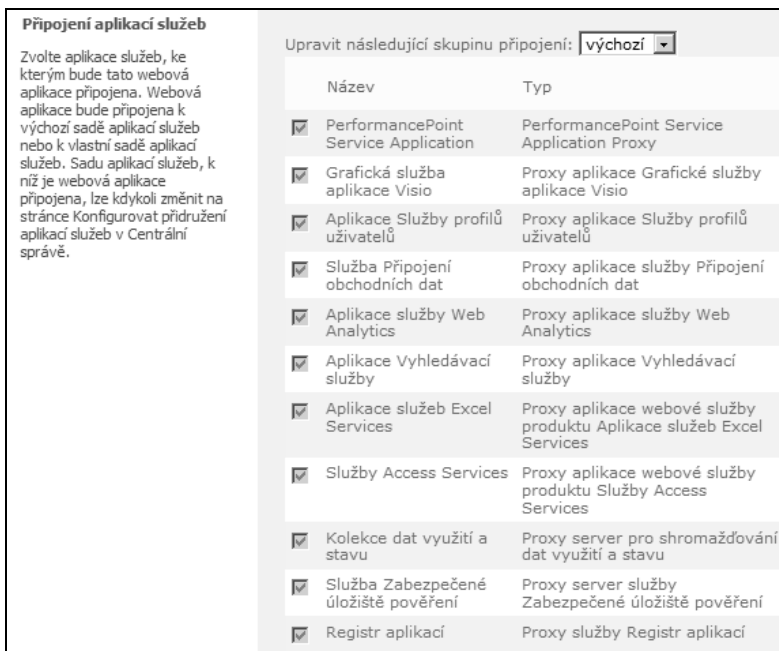 Připojení aplikací služeb
Zvolte aplikace služeb, ke
kterým bude tato webová
aplikace připojena. Webová
aplikace bude připojena k
výchozí sadě aplikací služeb
nebo k vlastní sadě aplikací
služeb. Sadu aplikací služeb, k
níž je webová aplikace
připojena, lze kdykoli změnit na
stránce Konfigurovat přidružení
aplikací služeb v Centrální
správě.
Upravit následující skupinu připojení: výchozí
Název Typ
PerformancePoint PerformancePoint Service
Service Application Application Proxy
Grafická služba Proxy aplikace Grafické služby
aplikace Visio aplikace Visio
Aplikace Služby profilů Proxy aplikace Služby profilů
uživatelů uživatelů
Služba Připojení Proxy aplikace služby Připojení
obchodních dat obchodních dat
Aplikace služby Web Proxy aplikace služby Web
Analytics Analytics
Aplikace Vyhledávací Proxy aplikace Vyhledávací
služby služby
Aplikace služeb Excel Proxy aplikace webové služby
Services produktu Aplikace služeb Excel
Services
Služby Access Services Proxy aplikace webové služby
produktu Služby Access
Services
Kolekce dat využití a Proxy server pro shromažďování
stavu dat využití a stavu
Služba Zabezpečené Proxy server služby
úložiště pověření Zabezpečené úložiště pověření
Registr aplikací Proxy služby Registr aplikací